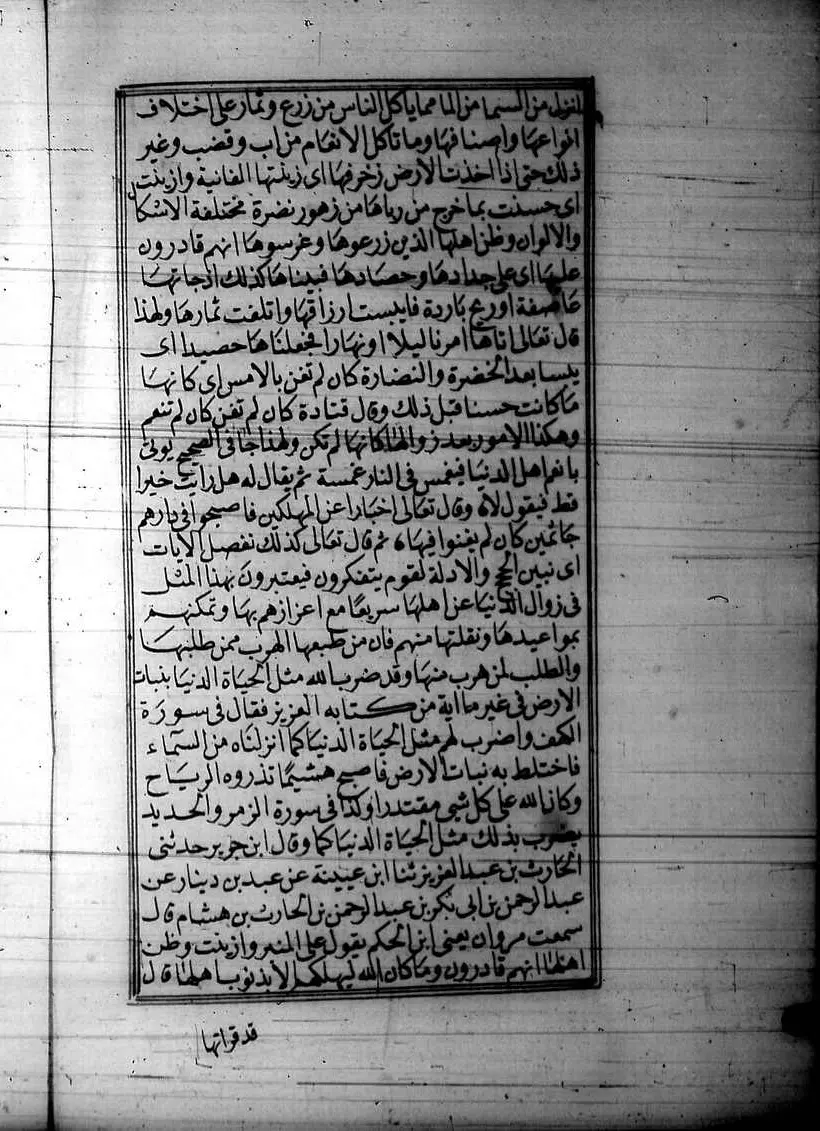 انزل من السما من الما مما ياكل الناس من زرع وثمار على اختلاف
انواعها واصنافها وما تاكل الانعام من اب وقضب وغير
ذلك حتى اذا اخذت الارض زخرفها اى زينتها الفانية وازينت
اى حسنت بما خرج من رباها من زهور نضرة مختلفة الاشكال
والالوان وظن اهلها الذين زرعوها وغرسوها انهم قادرون
عليها اى على جدادها وحصادها فبيناها كذلك اذ جاتها
عاصفة او ريح باردة فايبست ارزاقها واتلفت ثمارها ولهذا
قال تعالى اتاها امرنا ليلا او نهارا فجعلناها حصيدا اى
يبسا بعد الخضرة والنضارة كان لم تغن بالامس اى كانها
ما كانت حسنا قبل ذلك وقال قتادة كان لم تغن كان لم تنعم
وهكذا الامور بعد زوالها كانها لم تكن ولهذا جا فى الصحيح يوتى
بانعم اهل الدنيا فيغمس فى النار غمسة ثم يقال له هل رايت خيرا
قط فيقول لا وقال تعالى اخبارا عن المهلكين فاصبحوا فى دارهم
جاثمين كان لم يغنوا فيها ثم قال تعالى كذلك نفصل الايات
اى نبين الحجج والادلة لقوم يتفكرون فيعتبرون بهذا المثل
فى زوال الدنيا عن اهلها سريعا مع اعزازهم بها وتمكنهم
بمواعيدها ونقلتها منهم فان من طبعها الهرب ممن طلبها
والطلب لمن هرب منها وقد ضرب الله مثل الحياة الدنيا بنبات
الارض فى غير ما اية من كتابه العزيز فقال فى سورة
الكهف واضرب لهم مثل الحياة الدنيا كما انزلناه من السماء
فاختلط به نبات الارض فاصبح هشيما تذروه الرياح
وكان الله على كل شى مقتدرا وكذا فى سورة الزمر والحديد
يضرب بذلك مثل الحياة الدنيا كما وقال ابن جرير حدثنى
الحارث بن عبد العزيز ثنا ابن عيينة عن عبد بن دينار عن
عبد الرحمن بن ابى بكر بن عبد الرحمن بن الحارث بن هشام قال
سمعت مروان يعنى ابن الحكم يقول على المنبر وازينت وظن
اهلها انهم قادرون وما كان الله ليهلكهم الا بذنوب اهلها قال
قد قراتها